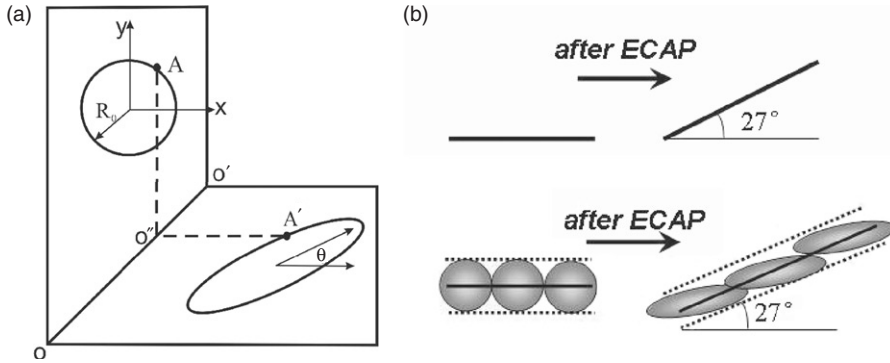 (a)
y
A
R₀
x
o'
o"
A'
θ
o
(b)
after ECAP
27°
after ECAP
27°